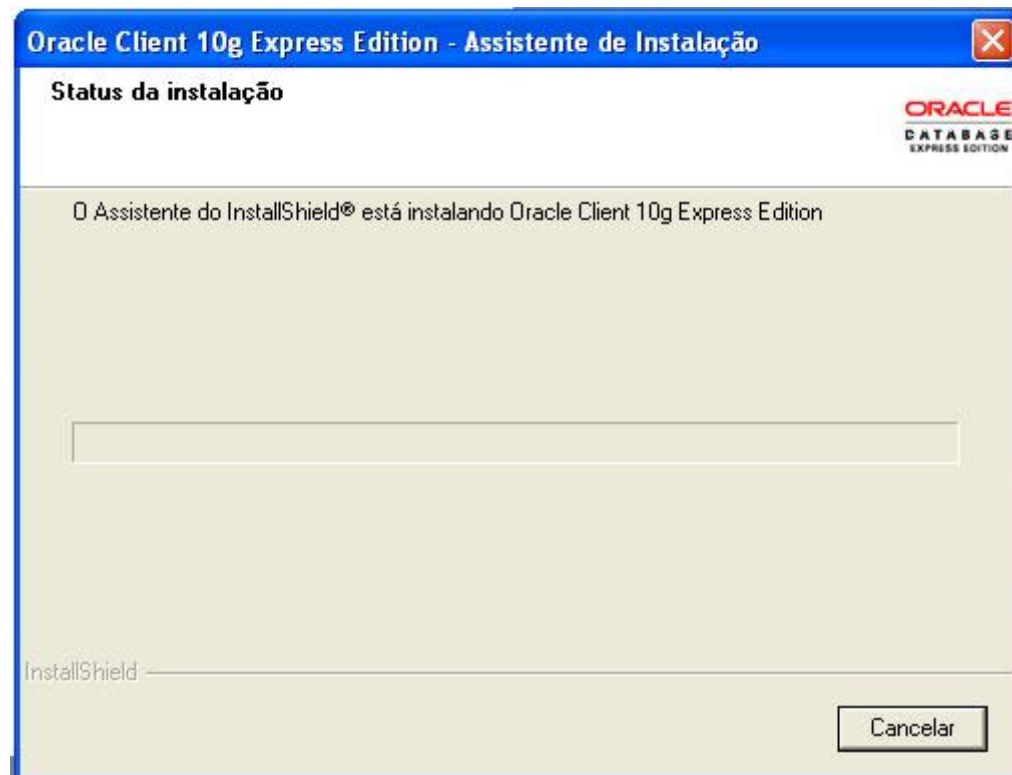 Oracle Client 10g Express Edition - Assistente de Instalação
Status da instalação
ORACLE
DATABASE
EXPRESS EDITION
O Assistente do InstallShield® está instalando Oracle Client 10g Express Edition
InstallShield
Cancelar